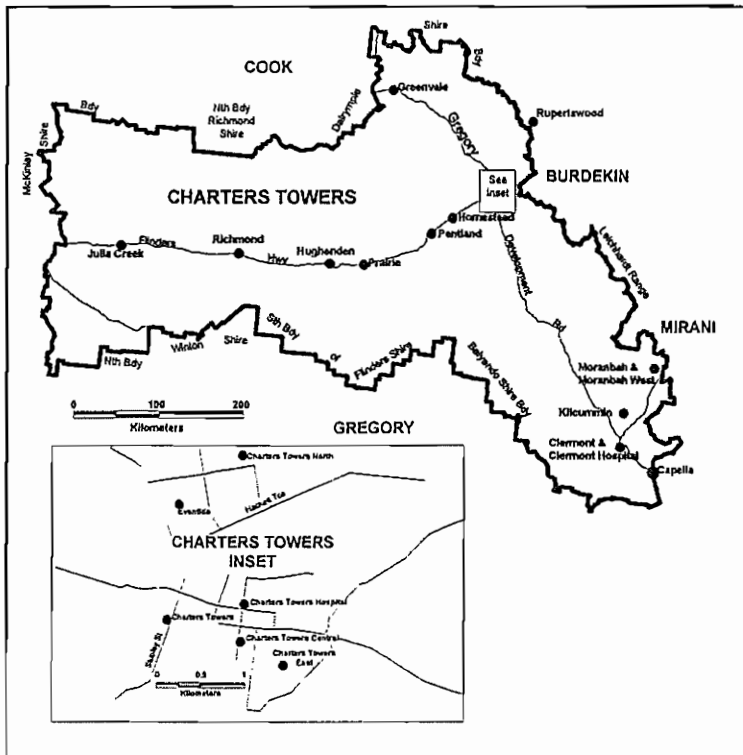 Shire
Bdy
COOK
Greenvale
Bdy
Nth Bdy
Richmond
Shire
Dalrymple
Gregory
Rupertswood
McKinlay
Shire
See
Inset
BURDEKIN
CHARTERS TOWERS
Homestead
Pentland
Leichhardt Range
Flinders
Julia Creek
Richmond
Hughenden
Hwy
Prairie
Development
Rd
MIRANI
Sth Bdy
of
Flinders Shire
Winton
Shire
Nth Bdy
Belyando Shire Bdy
Moranbah &
Moranbah West
Kilcummin
0 100 200
Kilometers
GREGORY
Clermont &
Clermont Hospital
Capella
Charters Towers North
Eventide
Hackett Tce
CHARTERS TOWERS
INSET
Charters Towers Hospital
Charters Towers
Charters Towers Central
Stubley St
Charters Towers
East
0 0.5 1
Kilometers